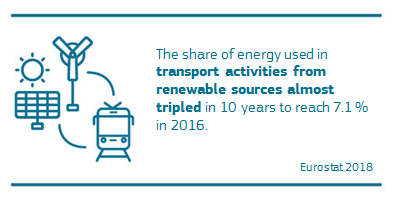 The share of energy used in
transport activities from
renewable sources almost
tripled in 10 years to reach 7.1 %
in 2016.
Eurostat 2018